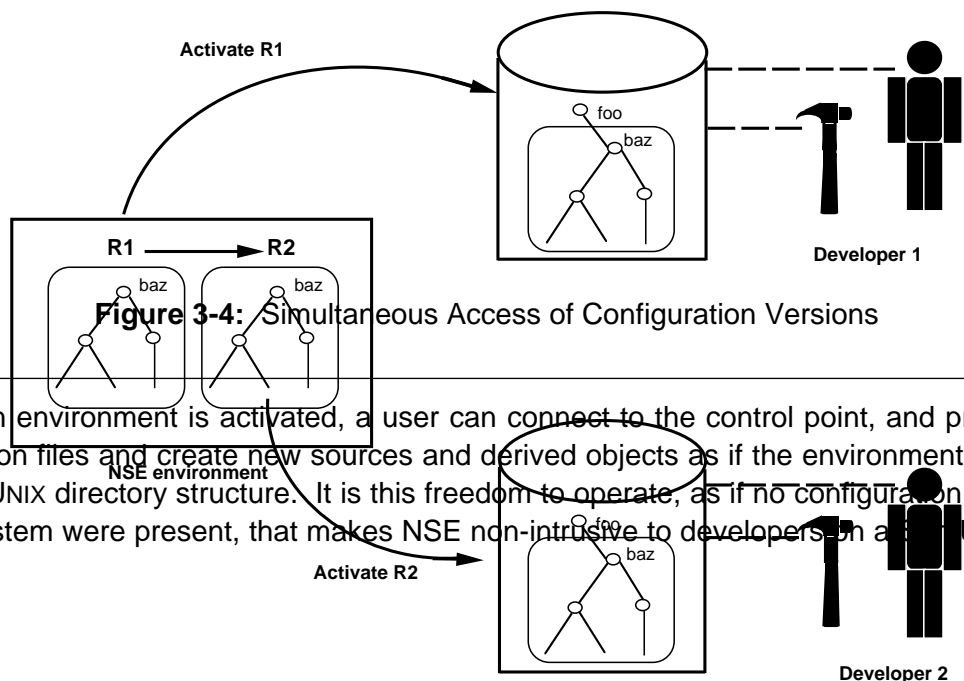 Activate R1
foo
baz
Developer 1
R1
R2
baz
baz
Figure 3-4: Simultaneous Access of Configuration Versions
n environment is activated, a user can connect to the control point, and p
on files and create new sources and derived objects as if the environment
NSE environment
UNIX directory structure. It is this freedom to operate, as if no configuration
stem were present, that makes NSE non-intrusive to developers on a
foo
baz
Activate R2
Developer 2